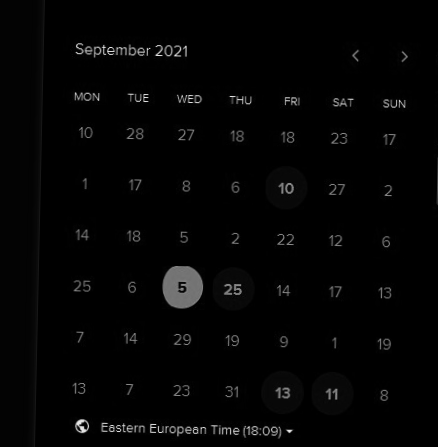 September 2021
MON TUE WED THU FRI SAT SUN
10 28 27 18 18 23 17
1 17 8 6 10 27 2
14 18 5 2 22 12 6
25 6 5 25 14 17 13
7 14 29 19 9 1 19
13 7 23 31 13 11 8
Eastern European Time (18:09)